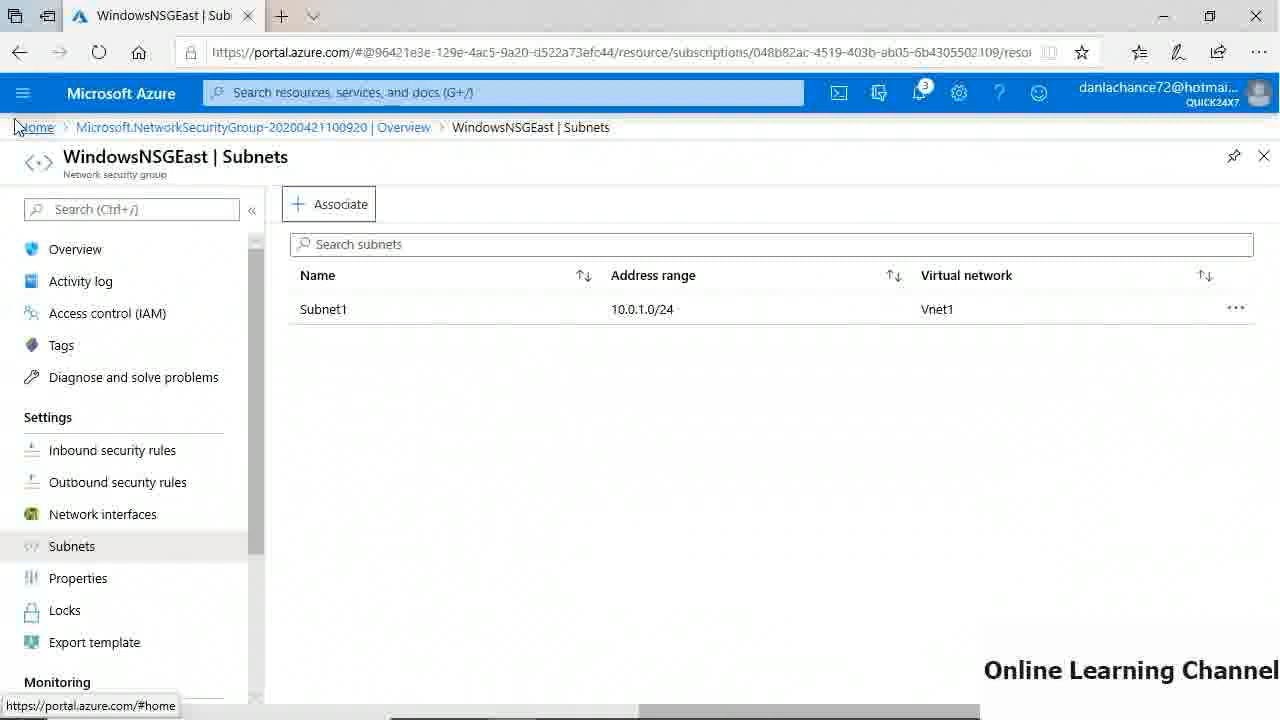 WindowsNSGEast | Sub
https://portal.azure.com/#@96421e3e-129e-4ac5-9a20-d522a73efc44/resource/subscriptions/048b82ac-4519-403b-ab05-6b4305502109/resou
Microsoft Azure
Search resources, services, and docs (G+/)
3
danlachance72@hotmai...
QUICK24X7
Home > Microsoft.NetworkSecurityGroup-20200421100920 | Overview > WindowsNSGEast | Subnets
WindowsNSGEast | Subnets
Network security group
Search (Ctrl+/)
«
Associate
Search subnets
Name Address range Virtual network
Subnet1 10.0.1.0/24 Vnet1
Overview
Activity log
Access control (IAM)
Tags
Diagnose and solve problems
Settings
Inbound security rules
Outbound security rules
Network interfaces
Subnets
Properties
Locks
Export template
Monitoring
https://portal.azure.com/#home
Online Learning Channel